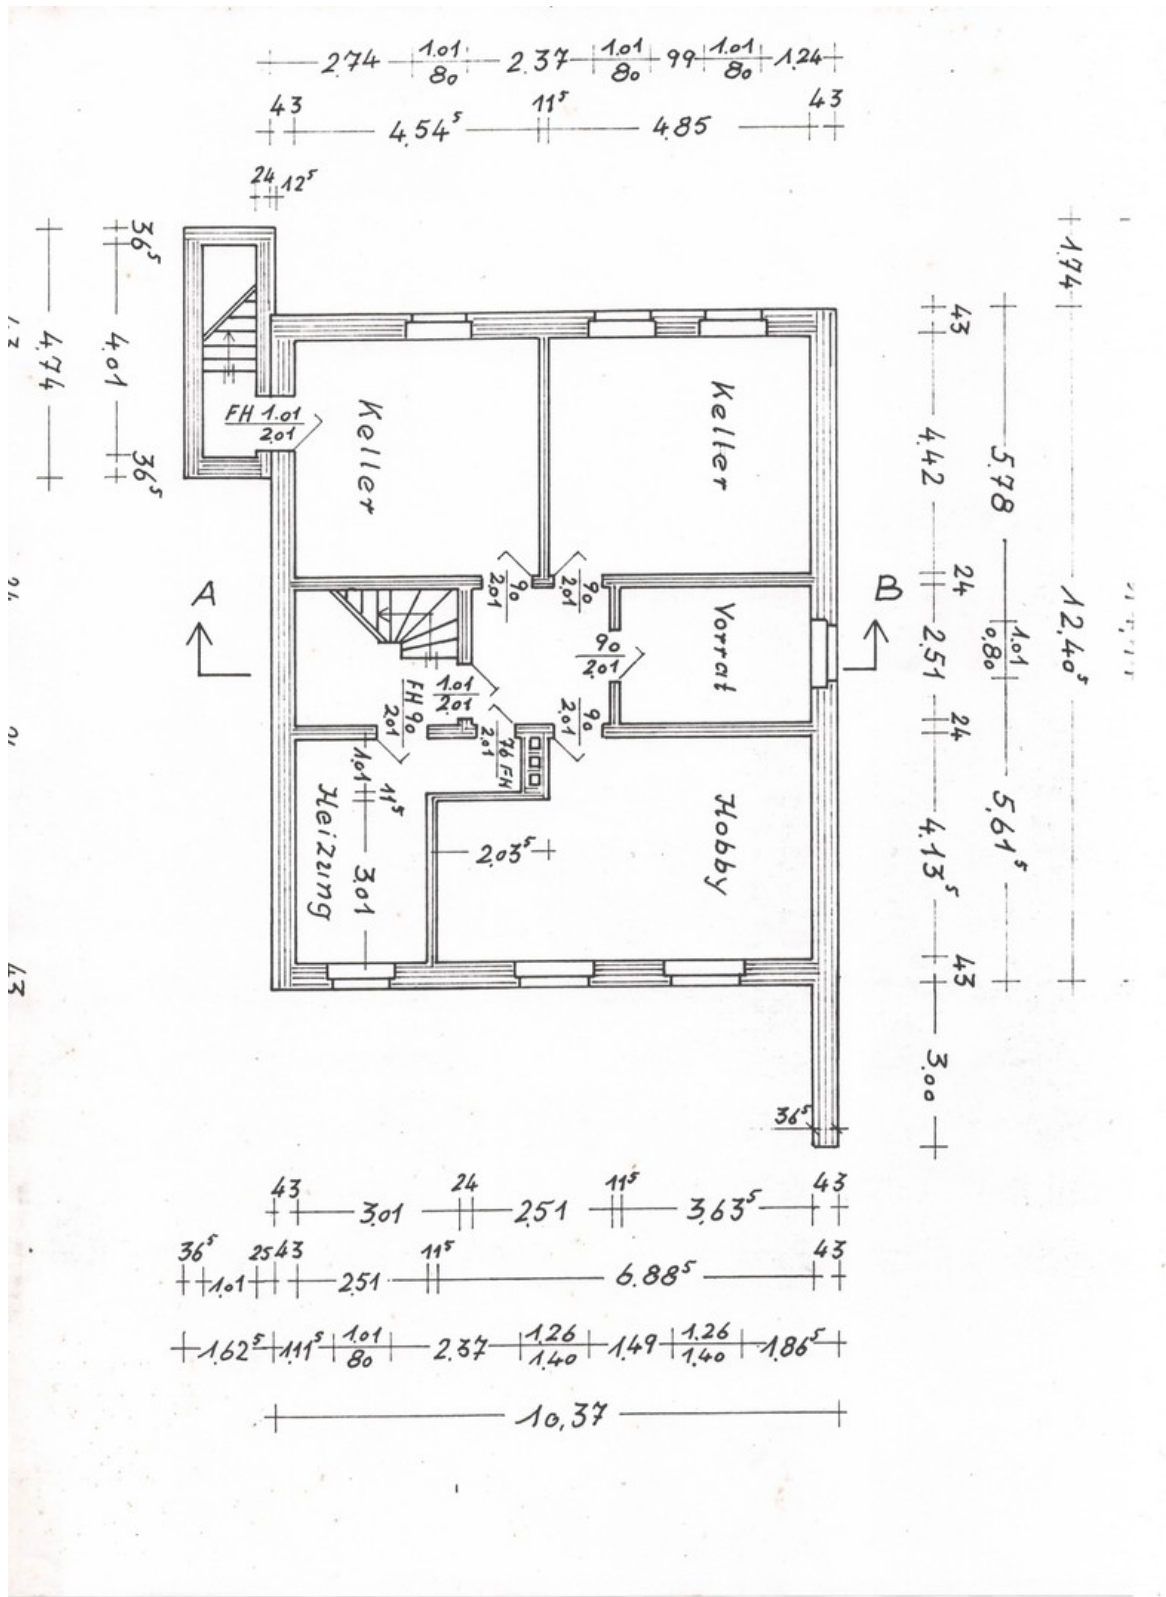 2.74 1.01/80 2.37 1.01/80 99 1.01/80 1.24
43 11⁵ 43
4.54⁵ 4.85
24 12⁵
36⁵
4.01
36⁵
4.74
1.74
12.40⁵
43
4.42
24
2.51
24
4.13⁵
43
3.00
5.78
1.01/0.80
5.61⁵
FH 1.01/2.01
Keller
Keller
90/2.01
90/2.01
A
B
Vorrat
90/2.01
1.01/2.01
FH 90/2.01
76 FH/2.01
90/2.01
1.01
11⁵
3.01
Heizung
2.03⁵
Hobby
36⁵
43 24 11⁵ 43
3.01 2.51 3.63⁵
36⁵ 25 43 11⁵ 43
1.01 2.51 6.88⁵
1.62⁵ 1.11⁵ 1.01/80 2.37 1.26/1.40 1.49 1.26/1.40 1.86⁵
10,37
43